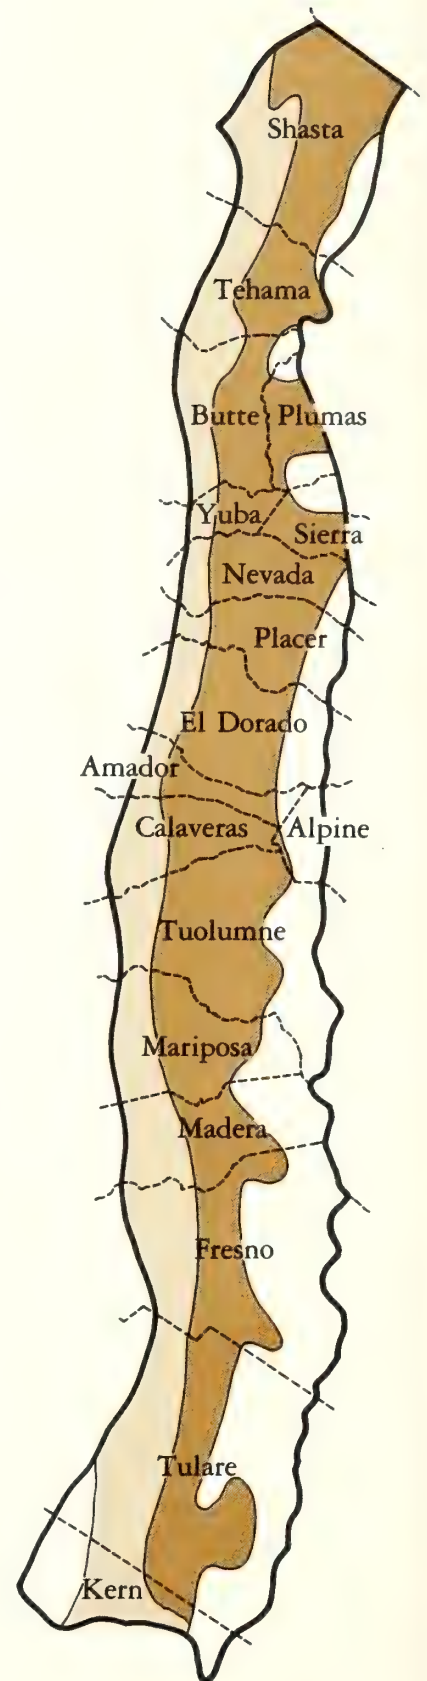 Shasta
Tehama
Butte Plumas
Yuba
Sierra
Nevada
Placer
El Dorado
Amador
Calaveras Alpine
Tuolumne
Mariposa
Madera
Fresno
Tulare
Kern